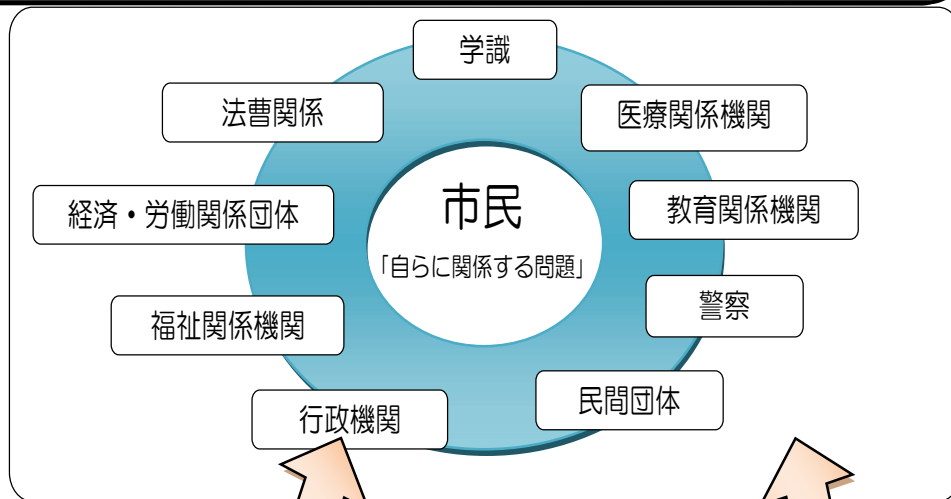 学識
法曹関係
医療関係機関
経済・労働関係団体
市民
「自らに関係する問題」
教育関係機関
警察
福祉関係機関
民間団体
行政機関